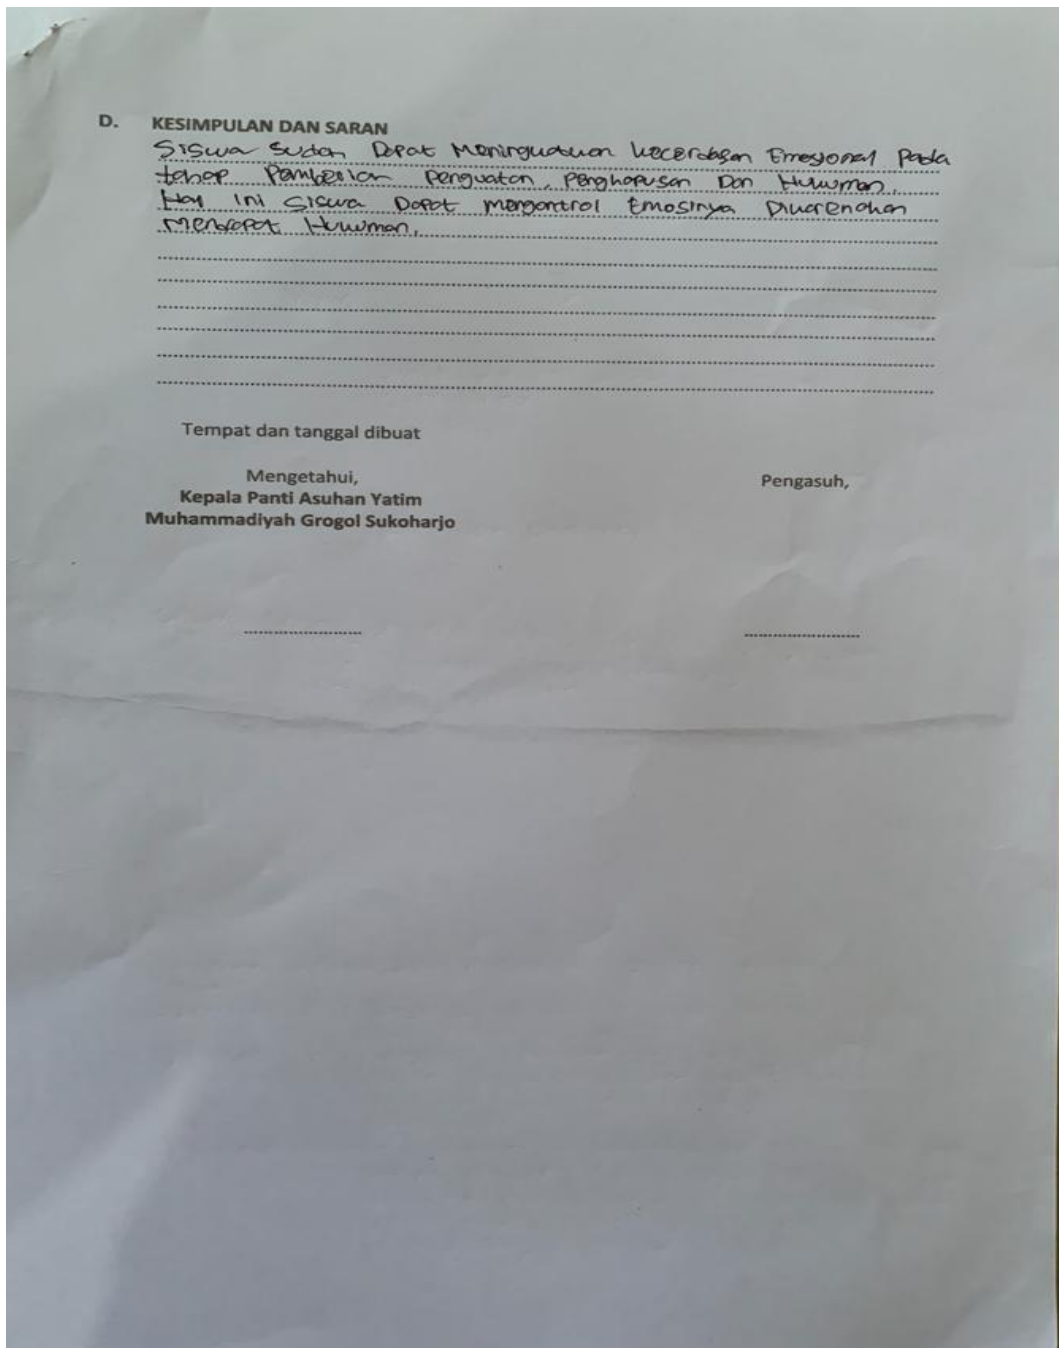 D. KESIMPULAN DAN SARAN
Siswa Sudah Dapat Meningkatkan kecerdasan Emosional Pada
tahap Pemberian Penguatan, Penghapusan Dan Hukuman.
Hal Ini Siswa Dapat mengontrol Emosinya Dikarenakan
Mendapat Hukuman.
Tempat dan tanggal dibuat
Mengetahui,
Kepala Panti Asuhan Yatim
Muhammadiyah Grogol Sukoharjo
Pengasuh,